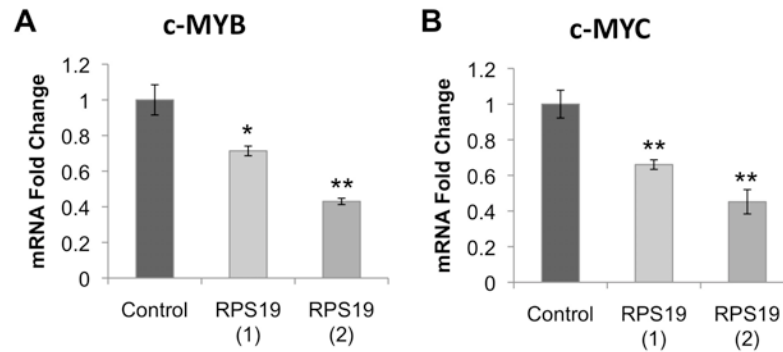 A
c-MYB
mRNA Fold Change
1.2
1
0.8
0.6
0.4
0.2
0
*
**
Control
RPS19
(1)
RPS19
(2)
B
c-MYC
mRNA Fold Change
1.2
1
0.8
0.6
0.4
0.2
0
**
**
Control
RPS19
(1)
RPS19
(2)